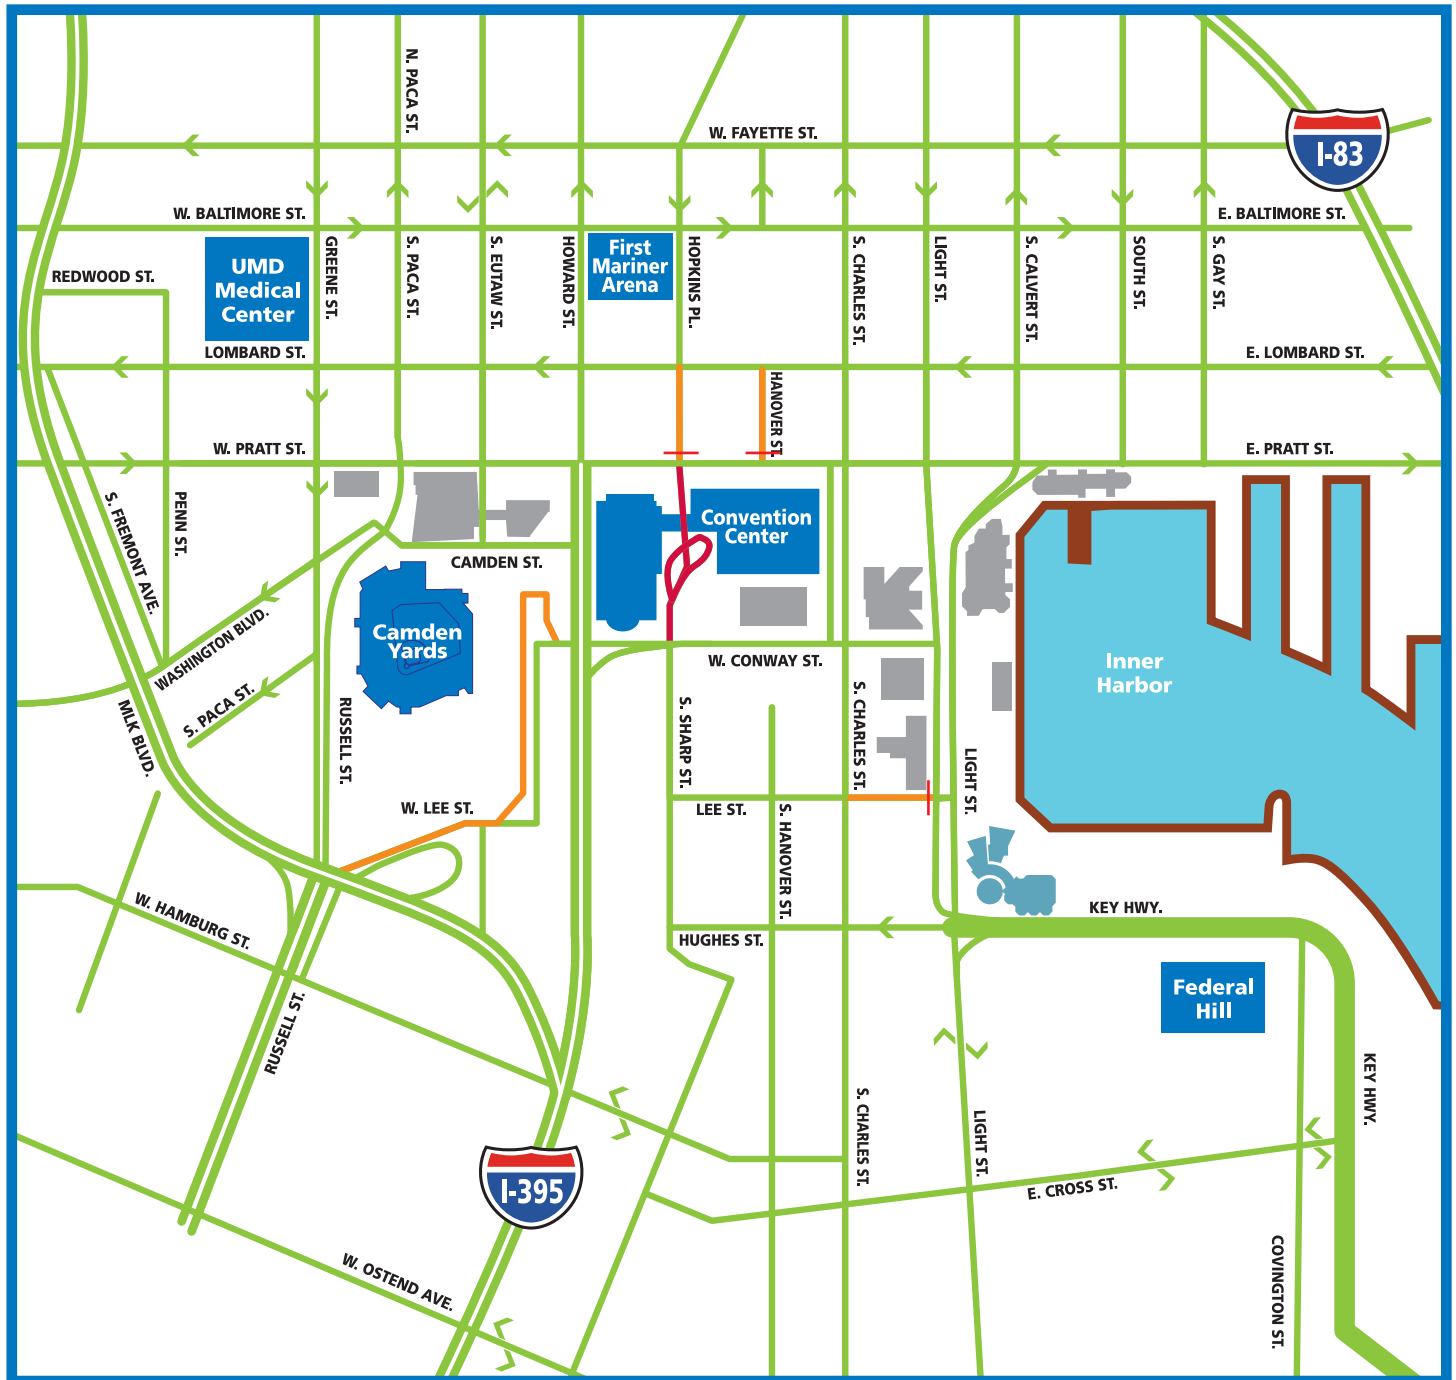 N. PACA ST.
W. FAYETTE ST.
I-83
W. BALTIMORE ST.
E. BALTIMORE ST.
UMD
Medical
Center
GREENE ST.
S. PACA ST.
S. EUTAW ST.
HOWARD ST.
First
Mariner
Arena
HOPKINS PL.
S. CHARLES ST.
LIGHT ST.
S. CALVERT ST.
SOUTH ST.
S. GAY ST.
REDWOOD ST.
LOMBARD ST.
E. LOMBARD ST.
HANOVER ST.
W. PRATT ST.
E. PRATT ST.
S. FREMONT AVE.
PENN ST.
Convention
Center
CAMDEN ST.
WASHINGTON BLVD.
Camden
Yards
W. CONWAY ST.
Inner
Harbor
S. PACA ST.
MLK BLVD.
RUSSELL ST.
S. SHARP ST.
S. CHARLES ST.
LIGHT ST.
W. LEE ST.
LEE ST.
S. HANOVER ST.
W. HAMBURG ST.
KEY HWY.
HUGHES ST.
Federal
Hill
RUSSELL ST.
KEY HWY.
S. CHARLES ST.
LIGHT ST.
I-395
E. CROSS ST.
COVINGTON ST.
W. OSTEND AVE.